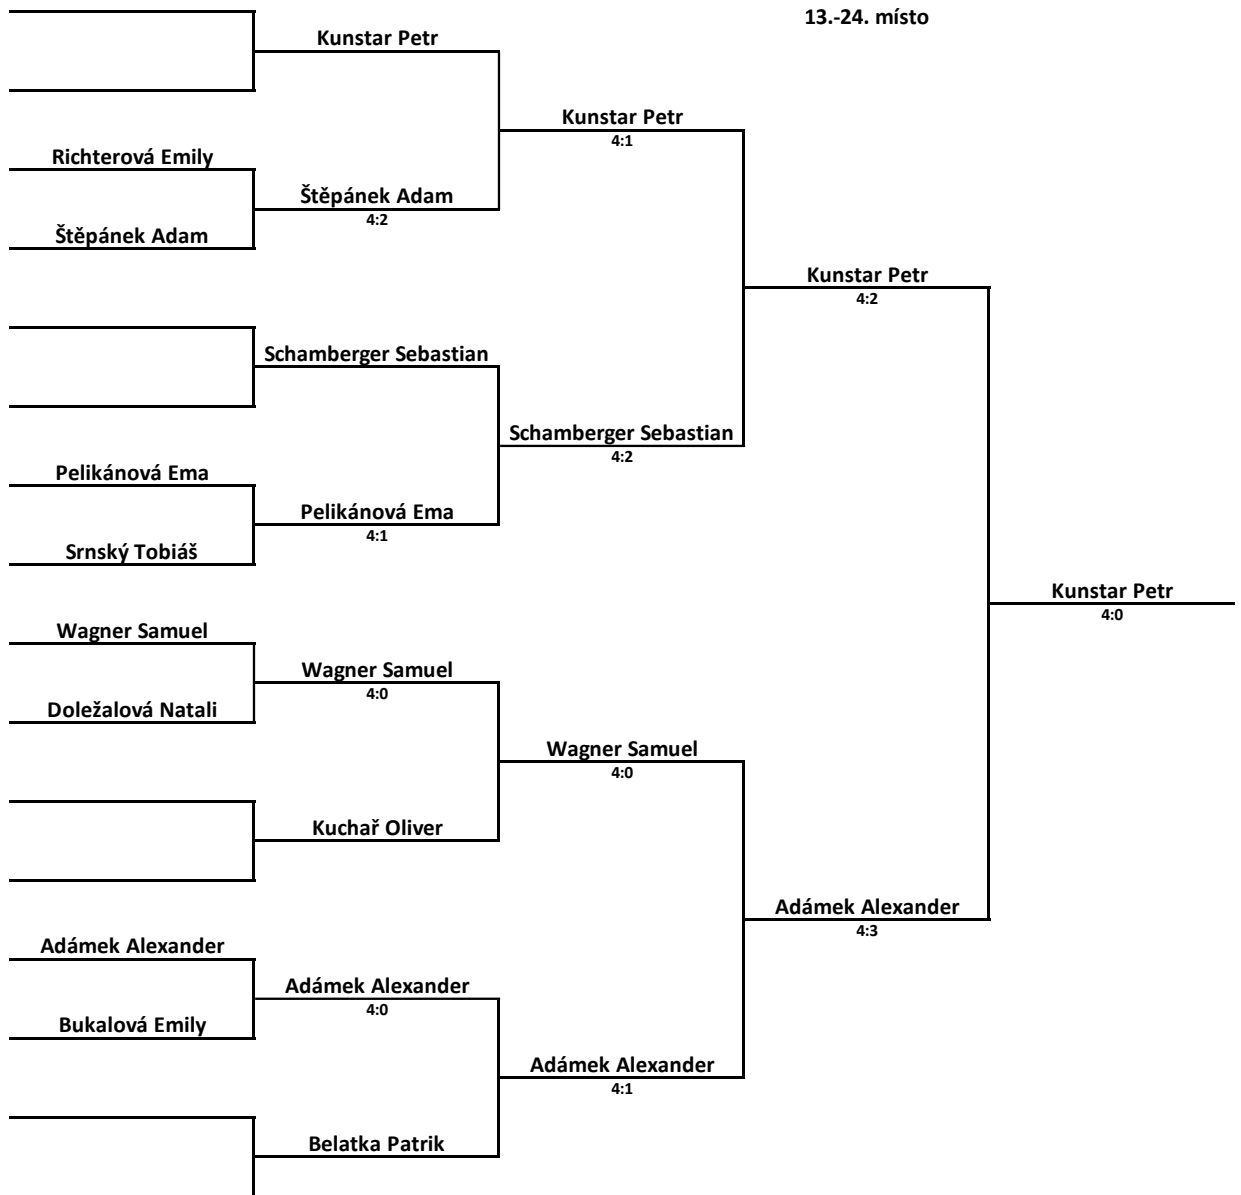 13.-24. místo
Kunstar Petr
Kunstar Petr
4:1
Richterová Emily
Štěpánek Adam
4:2
Štěpánek Adam
Kunstar Petr
4:2
Schamberger Sebastian
Schamberger Sebastian
4:2
Pelikánová Ema
Pelikánová Ema
4:1
Srnský Tobiáš
Kunstar Petr
4:0
Wagner Samuel
Wagner Samuel
4:0
Doležalová Natali
Wagner Samuel
4:0
Kuchař Oliver
Adámek Alexander
4:3
Adámek Alexander
Adámek Alexander
4:0
Bukalová Emily
Adámek Alexander
4:1
Belatka Patrik